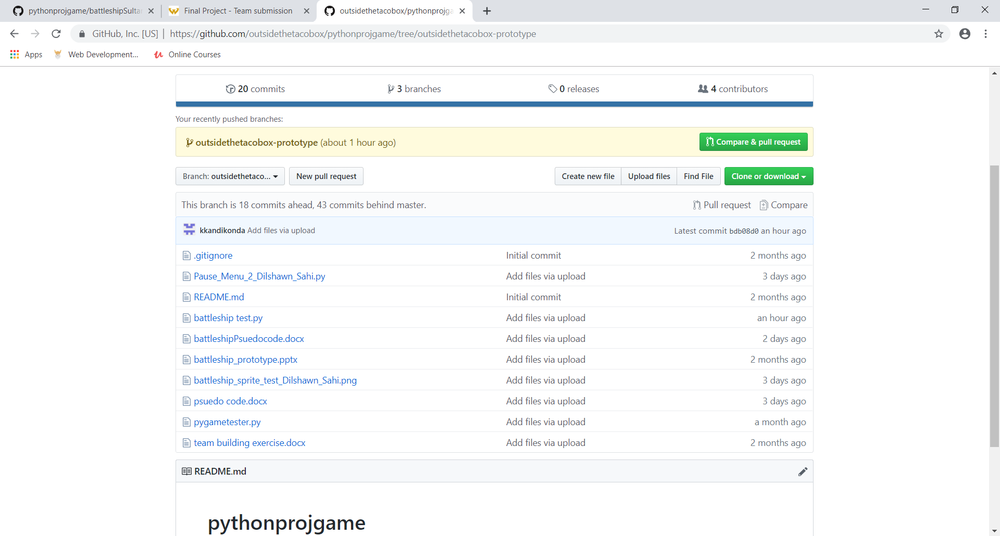 pythonprojgame/battleshipSultan
Final Project - Team submission
outsidethetacobox/pythonprojga
GitHub, Inc. [US] | https://github.com/outsidethetacobox/pythonprojgame/tree/outsidethetacobox-prototype
Apps Web Development... Online Courses
20 commits 3 branches 0 releases 4 contributors
Your recently pushed branches:
outsidethetacobox-prototype (about 1 hour ago) Compare & pull request
Branch: outsidethetaco... New pull request Create new file Upload files Find File Clone or download
This branch is 18 commits ahead, 43 commits behind master. Pull request Compare
kkandikonda Add files via upload Latest commit bdb08d0 an hour ago
.gitignore Initial commit 2 months ago
Pause_Menu_2_Dilshawn_Sahi.py Add files via upload 3 days ago
README.md Initial commit 2 months ago
battleship test.py Add files via upload an hour ago
battleshipPsuedocode.docx Add files via upload 2 days ago
battleship_prototype.pptx Add files via upload 2 months ago
battleship_sprite_test_Dilshawn_Sahi.png Add files via upload 3 days ago
psuedo code.docx Add files via upload 3 days ago
pygametester.py Add files via upload a month ago
team building exercise.docx Add files via upload 2 months ago
README.md
pythonprojgame